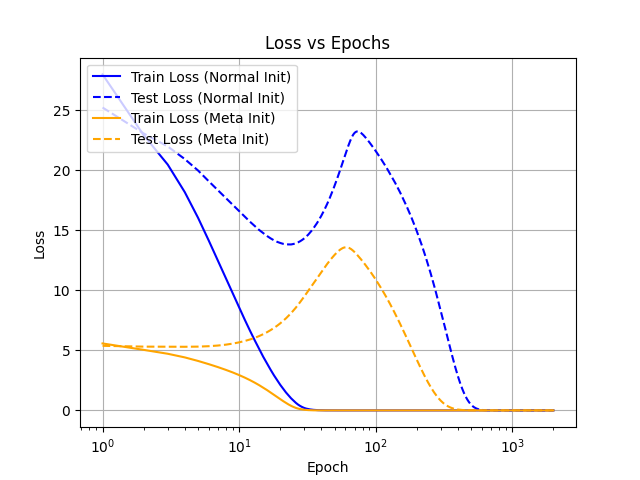 Loss vs Epochs
Train Loss (Normal Init)
Test Loss (Normal Init)
Train Loss (Meta Init)
Test Loss (Meta Init)
Loss
25
20
15
10
5
0
10⁰
10¹
10²
10³
Epoch